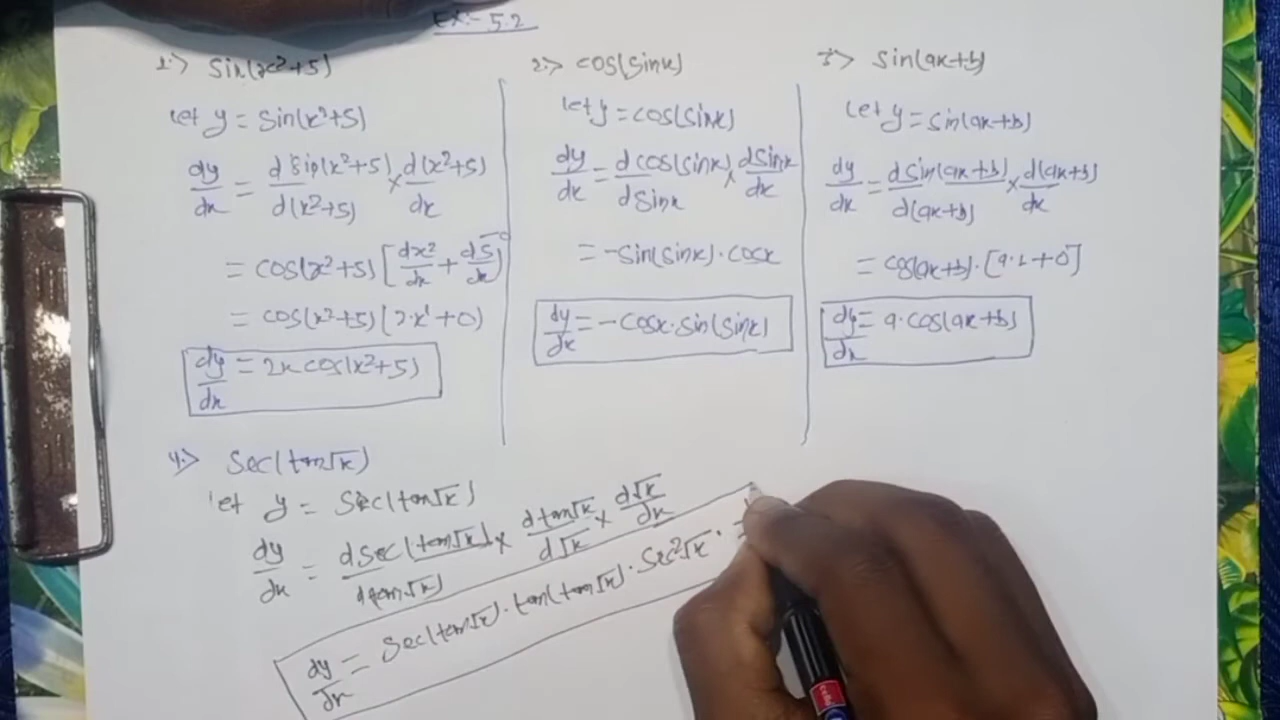 Ex:- 5.2
1.> sin(x²+5)
let y = sin(x²+5)
dy/dx = d sin(x²+5)/d(x²+5) × d(x²+5)/dx
= cos(x²+5) [dx²/dx + d5/dx]
= cos(x²+5) [2·x¹+0]
dy/dx = 2x cos(x²+5)
2.> cos(sinx)
let y = cos(sinx)
dy/dx = d cos(sinx)/d sinx × d sinx/dx
= -sin(sinx)·cosx
dy/dx = -cosx·sin(sinx)
3> sin(ax+b)
let y = sin(ax+b)
dy/dx = d sin(ax+b)/d(ax+b) × d(ax+b)/dx
= cos(ax+b)·[a·1+0]
dy/dx = a·cos(ax+b)
4.> sec(tan√x)
let y = sec(tan√x)
dy/dx = d sec(tan√x)/d(tan√x) × d tan√x/d√x × d√x/dx
dy/dx = sec(tan√x)·tan(tan√x)·sec²√x·
cello